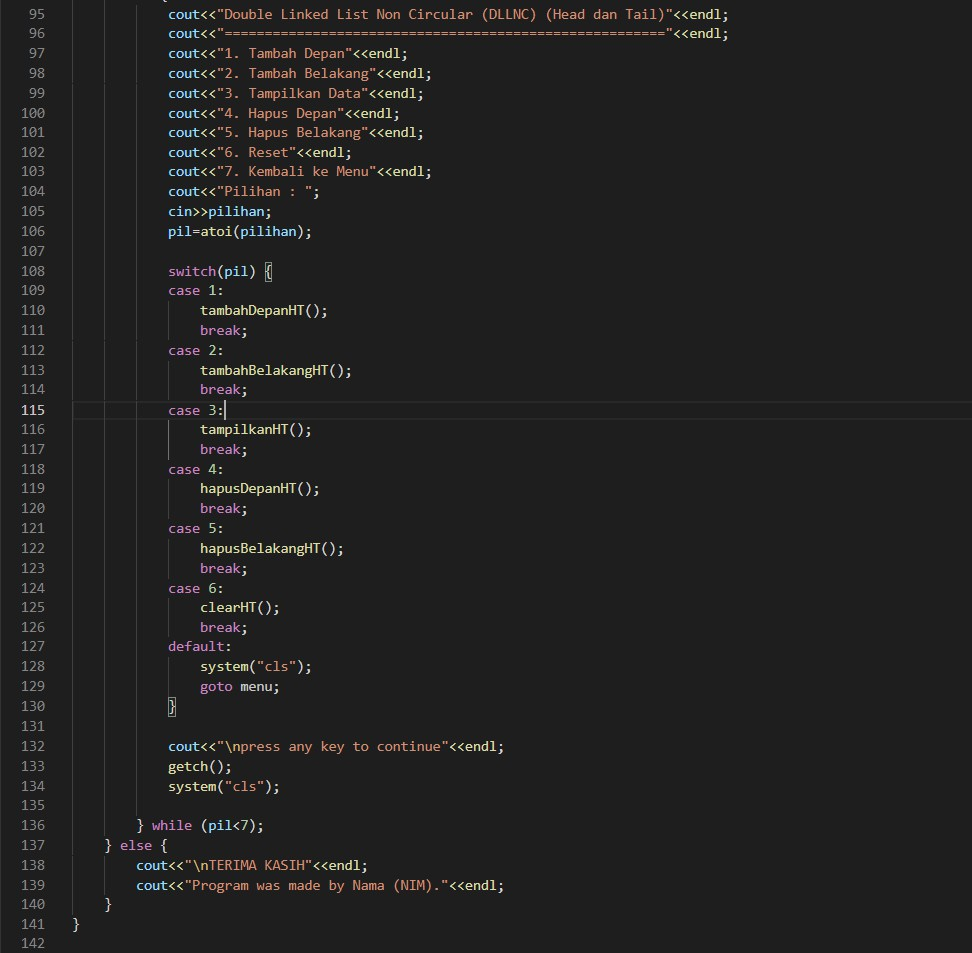 95 cout<<"Double Linked List Non Circular (DLLNC) (Head dan Tail)"<<endl;
96 cout<<"======================================================="<<endl;
97 cout<<"1. Tambah Depan"<<endl;
98 cout<<"2. Tambah Belakang"<<endl;
99 cout<<"3. Tampilkan Data"<<endl;
100 cout<<"4. Hapus Depan"<<endl;
101 cout<<"5. Hapus Belakang"<<endl;
102 cout<<"6. Reset"<<endl;
103 cout<<"7. Kembali ke Menu"<<endl;
104 cout<<"Pilihan : ";
105 cin>>pilihan;
106 pil=atoi(pilihan);
107
108 switch(pil) {
109 case 1:
110 tambahDepanHT();
111 break;
112 case 2:
113 tambahBelakangHT();
114 break;
115 case 3:
116 tampilkanHT();
117 break;
118 case 4:
119 hapusDepanHT();
120 break;
121 case 5:
122 hapusBelakangHT();
123 break;
124 case 6:
125 clearHT();
126 break;
127 default:
128 system("cls");
129 goto menu;
130 }
131
132 cout<<"\npress any key to continue"<<endl;
133 getch();
134 system("cls");
135
136 } while (pil<7);
137 } else {
138 cout<<"\nTERIMA KASIH"<<endl;
139 cout<<"Program was made by Nama (NIM)."<<endl;
140 }
141 }
142